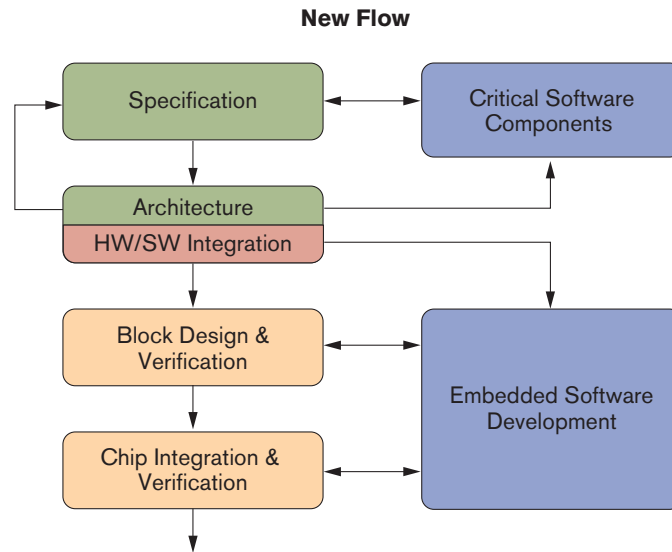 New Flow
Specification
Critical Software
Components
Architecture
HW/SW Integration
Block Design &
Verification
Embedded Software
Development
Chip Integration &
Verification